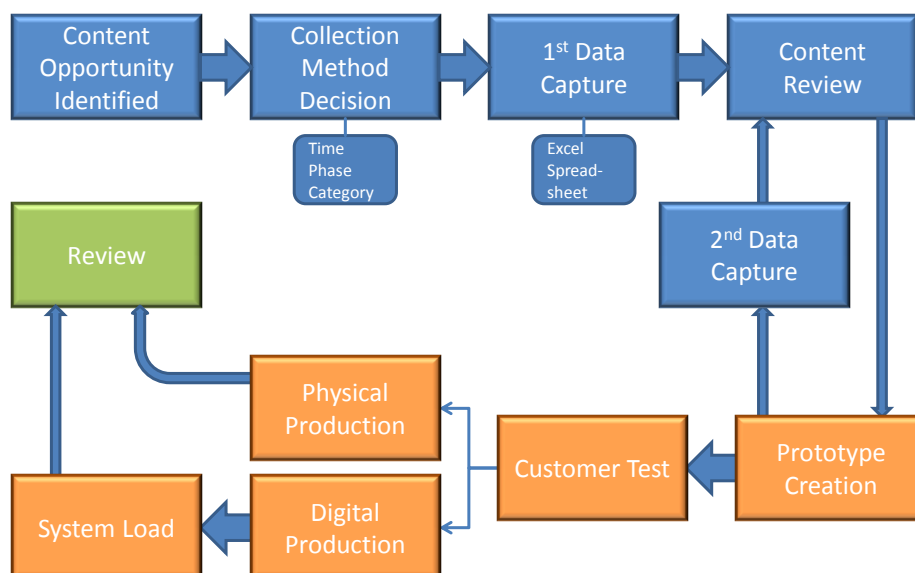 Content
Opportunity
Identified
Collection
Method
Decision
1st Data
Capture
Content
Review
Time
Phase
Category
Excel
Spread-
sheet
Review
2nd Data
Capture
Physical
Production
Customer Test
Prototype
Creation
System Load
Digital
Production